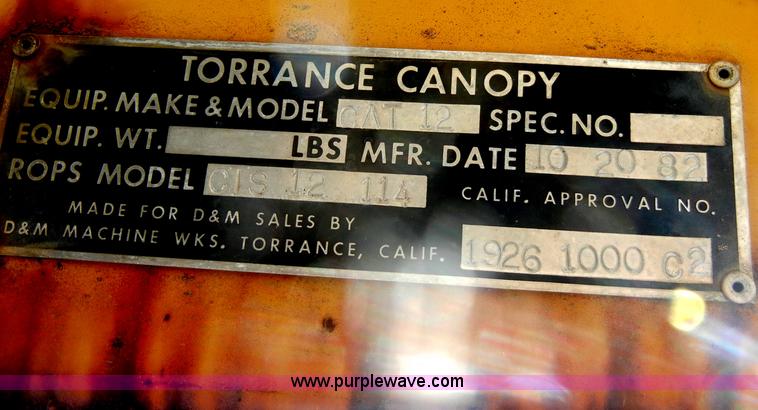 TORRANCE CANOPY
EQUIP. MAKE & MODEL CAT 12 SPEC. NO.
EQUIP. WT. LBS MFR. DATE 10 20 82
ROPS MODEL CIS 12 114 CALIF. APPROVAL NO.
MADE FOR D&M SALES BY
D&M MACHINE WKS. TORRANCE, CALIF. 1926 1000 C2
www.purplewave.com